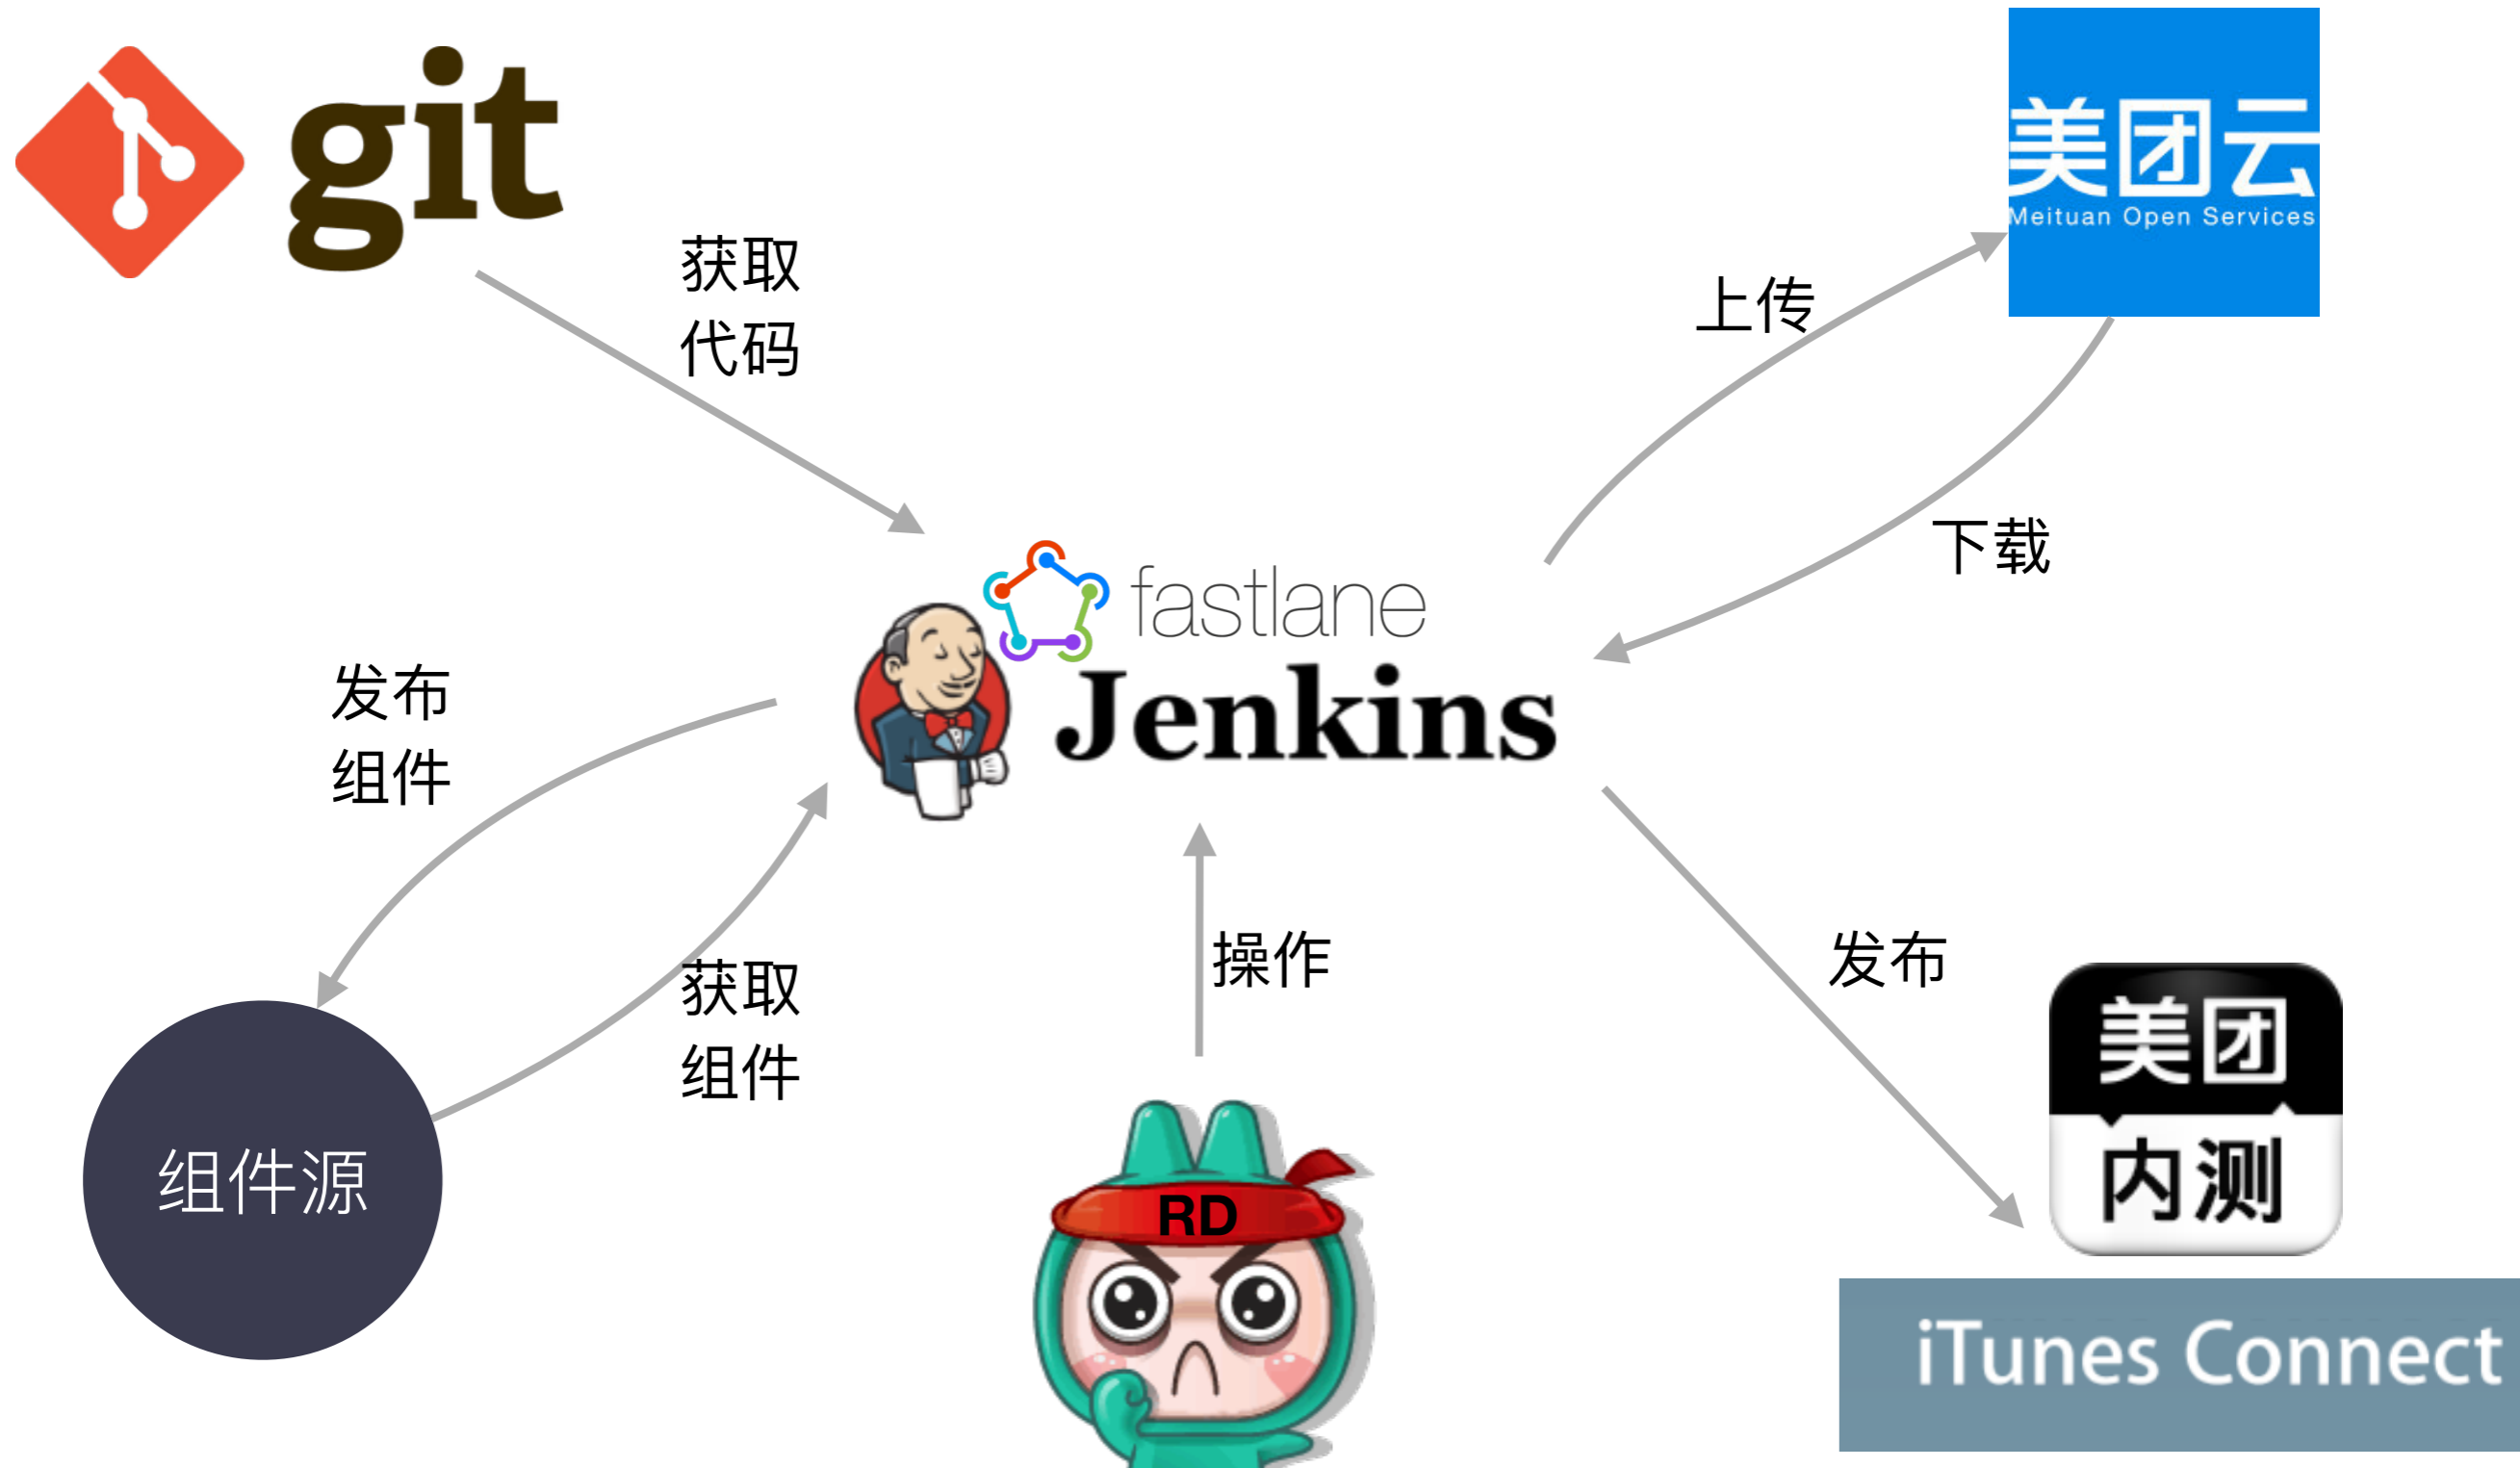 git
美团云
Meituan Open Services
获取
代码
上传
下载
fastlane
Jenkins
发布
组件
获取
组件
操作
发布
组件源
RD
美团
内测
iTunes Connect